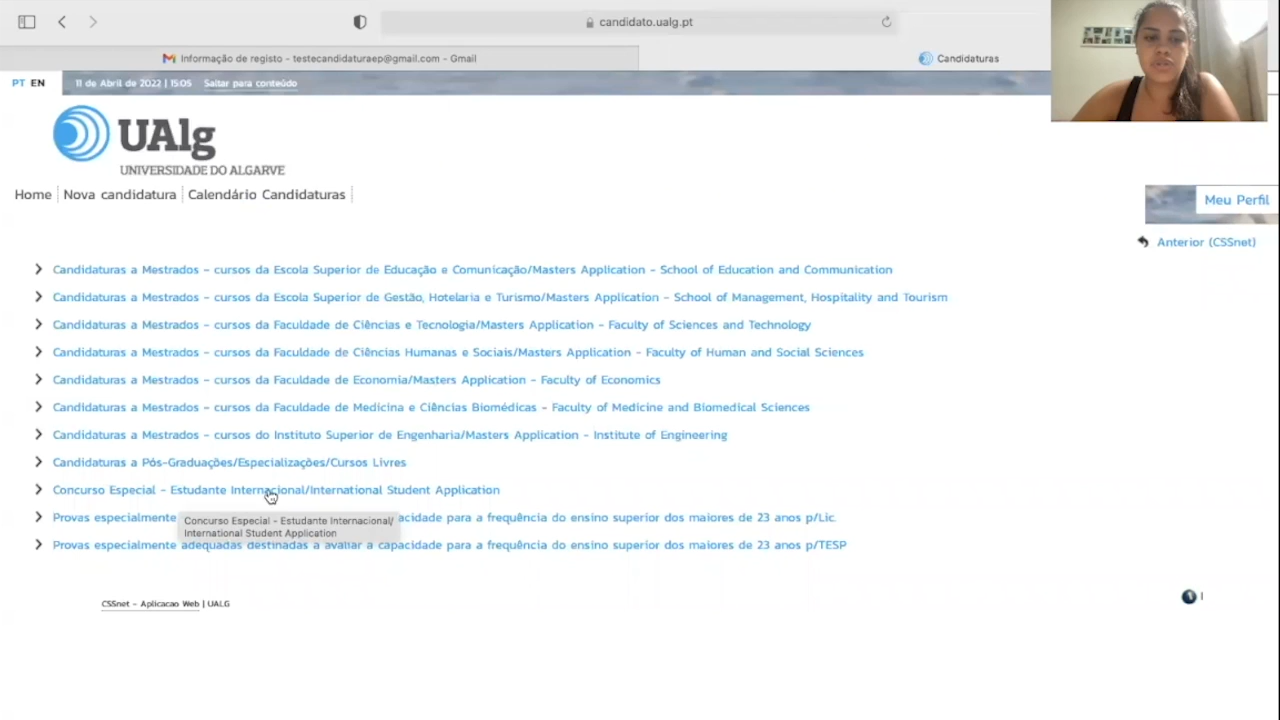 candidato.ualg.pt
Informação de registo - testecandidaturaep@gmail.com - Gmail
Candidaturas
PT EN
11 de Abril de 2022 | 15:05 Saltar para conteúdo
UAlg
UNIVERSIDADE DO ALGARVE
Home Nova candidatura Calendário Candidaturas
Meu Perfil
Anterior (CSSnet)
Candidaturas a Mestrados - cursos da Escola Superior de Educação e Comunicação/Masters Application - School of Education and Communication
Candidaturas a Mestrados - cursos da Escola Superior de Gestão, Hotelaria e Turismo/Masters Application - School of Management, Hospitality and Tourism
Candidaturas a Mestrados - cursos da Faculdade de Ciências e Tecnologia/Masters Application - Faculty of Sciences and Technology
Candidaturas a Mestrados - cursos da Faculdade de Ciências Humanas e Sociais/Masters Application - Faculty of Human and Social Sciences
Candidaturas a Mestrados - cursos da Faculdade de Economia/Masters Application - Faculty of Economics
Candidaturas a Mestrados - cursos da Faculdade de Medicina e Ciências Biomédicas - Faculty of Medicine and Biomedical Sciences
Candidaturas a Mestrados - cursos do Instituto Superior de Engenharia/Masters Application - Institute of Engineering
Candidaturas a Pós-Graduações/Especializações/Cursos Livres
Concurso Especial - Estudante Internacional/International Student Application
Provas especialmente acidade para a frequência do ensino superior dos maiores de 23 anos p/Lic.
Concurso Especial - Estudante Internacional/
International Student Application
Provas especialmente adequadas destinadas a avaliar a capacidade para a frequência do ensino superior dos maiores de 23 anos p/TESP
CSSnet - Aplicacao Web | UALG